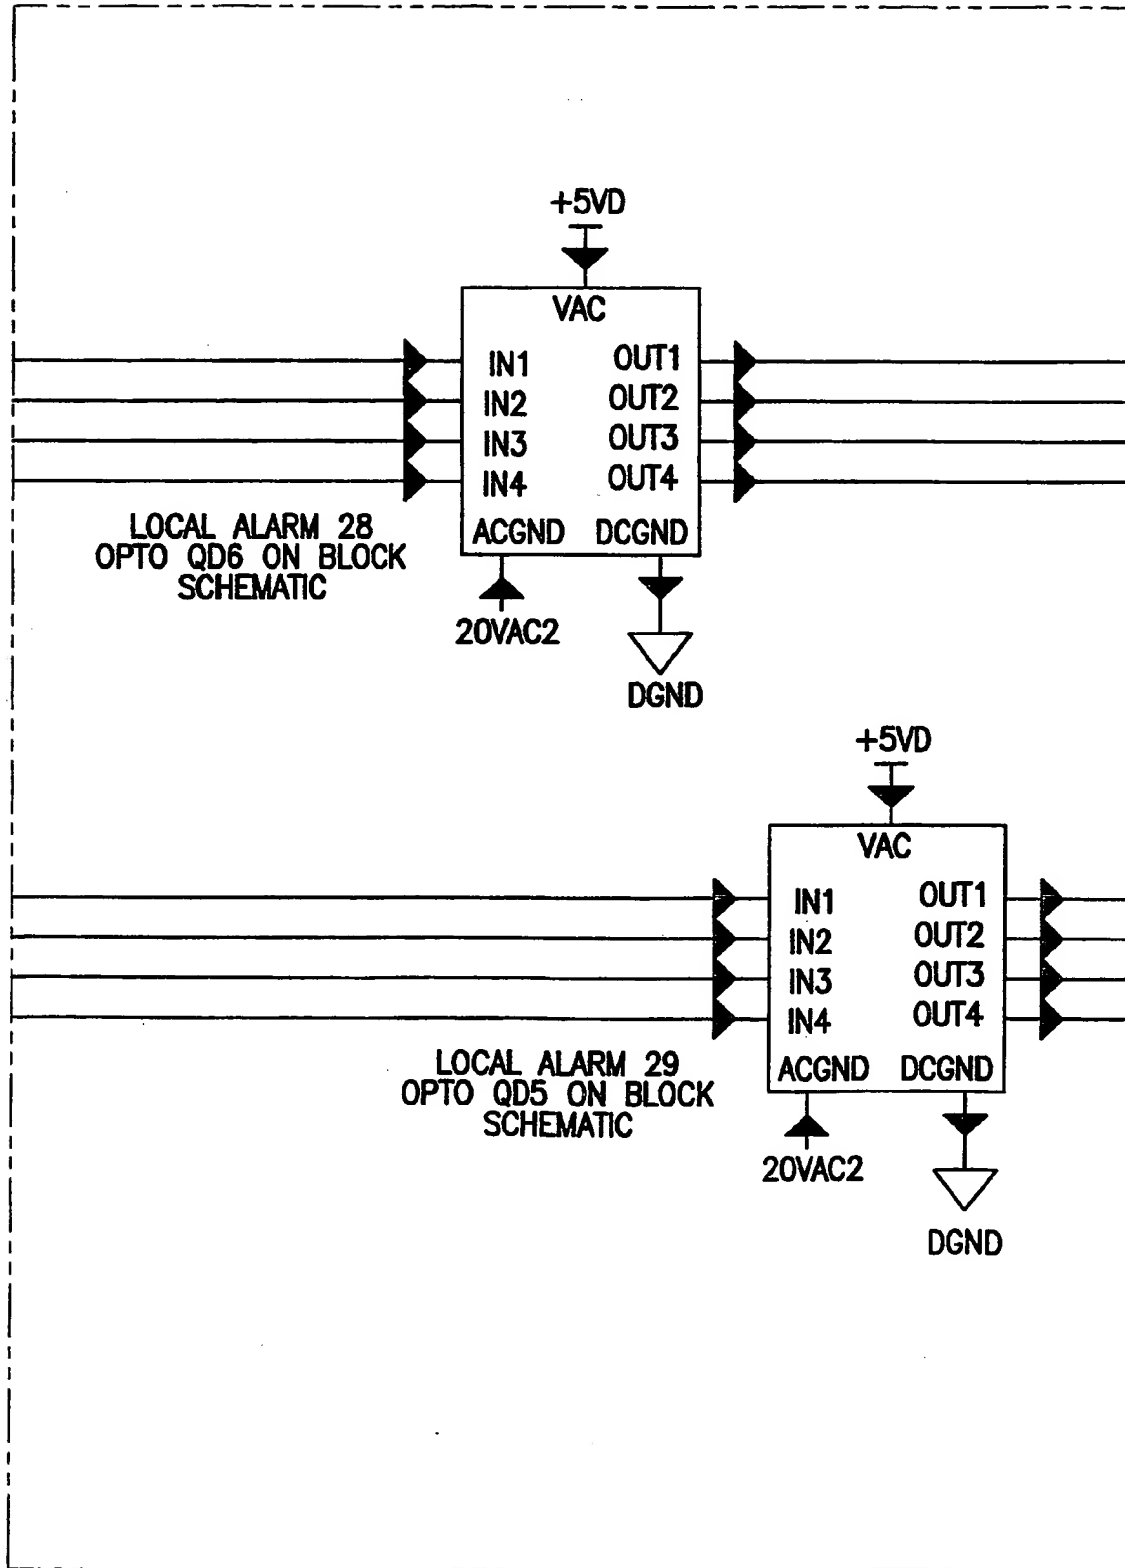 +5VD
VAC
IN1 OUT1
IN2 OUT2
IN3 OUT3
IN4 OUT4
ACGND DCGND
LOCAL ALARM 28
OPTO QD6 ON BLOCK
SCHEMATIC
20VAC2
DGND
+5VD
VAC
IN1 OUT1
IN2 OUT2
IN3 OUT3
IN4 OUT4
ACGND DCGND
LOCAL ALARM 29
OPTO QD5 ON BLOCK
SCHEMATIC
20VAC2
DGND